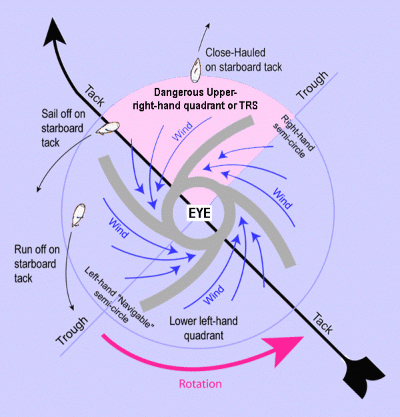 Close-Hauled
on starboard tack
Trough
Tack
Dangerous Upper-
right-hand quadrant or TRS
Sail off on
starboard
tack
Wind
Wind
Right-hand
semi-circle
Wind
EYE
Run off on
starboard
tack
Wind
Left-hand "Navigable"
semi-circle
Wind
Lower left-hand
quadrant
Tack
Trough
Rotation